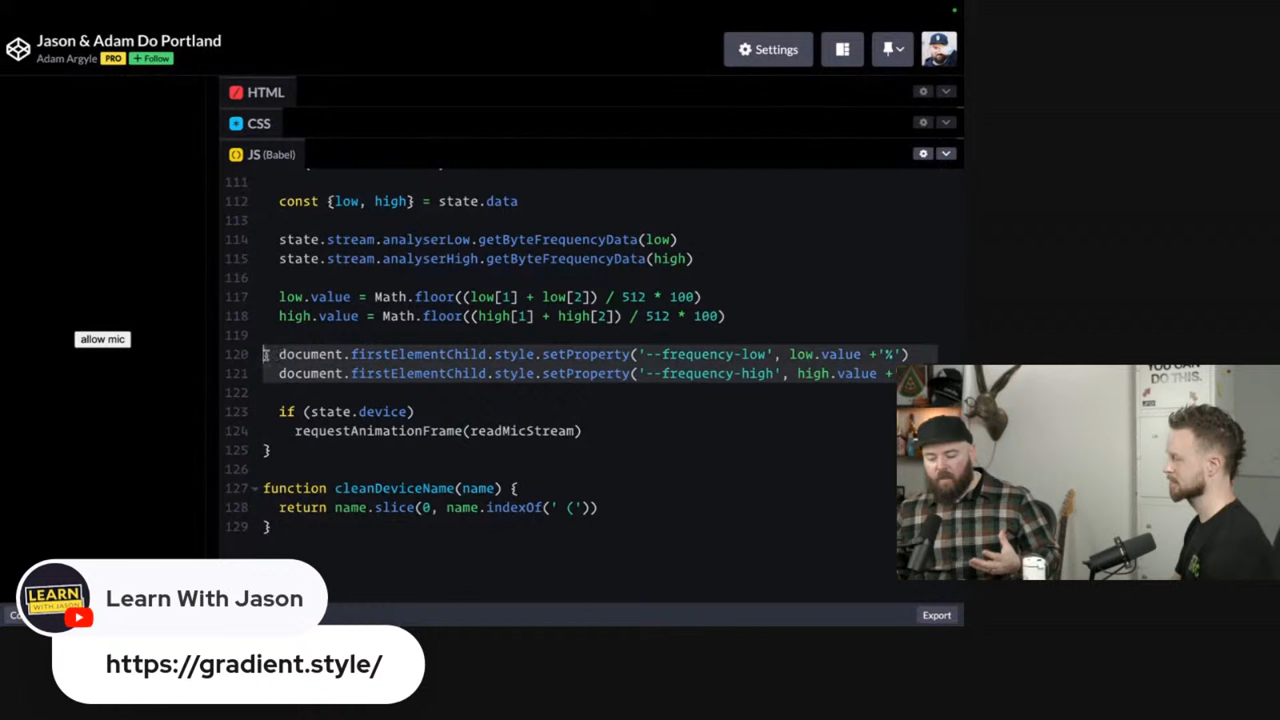 Jason & Adam Do Portland
Adam Argyle PRO + Follow
Settings
HTML
CSS
JS (Babel)
111
112 const {low, high} = state.data
113
114 state.stream.analyserLow.getByteFrequencyData(low)
115 state.stream.analyserHigh.getByteFrequencyData(high)
116
117 low.value = Math.floor((low[1] + low[2]) / 512 * 100)
118 high.value = Math.floor((high[1] + high[2]) / 512 * 100)
119
120 document.firstElementChild.style.setProperty('--frequency-low', low.value +'%')
121 document.firstElementChild.style.setProperty('--frequency-high', high.value +
122
123 if (state.device)
124 requestAnimationFrame(readMicStream)
125 }
126
127 function cleanDeviceName(name) {
128 return name.slice(0, name.indexOf(' ('))
129 }
allow mic
YOU CAN
DO THIS.
LEARN
WITH JASON
Learn With Jason
https://gradient.style/
Export